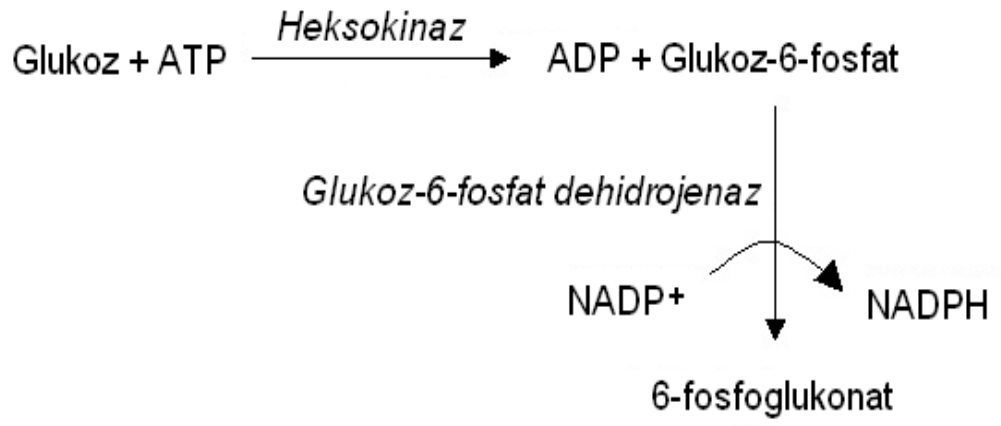 Heksokinaz
Glukoz + ATP
ADP + Glukoz-6-fosfat
Glukoz-6-fosfat dehidrojenaz
NADP+
NADPH
6-fosfoglukonat